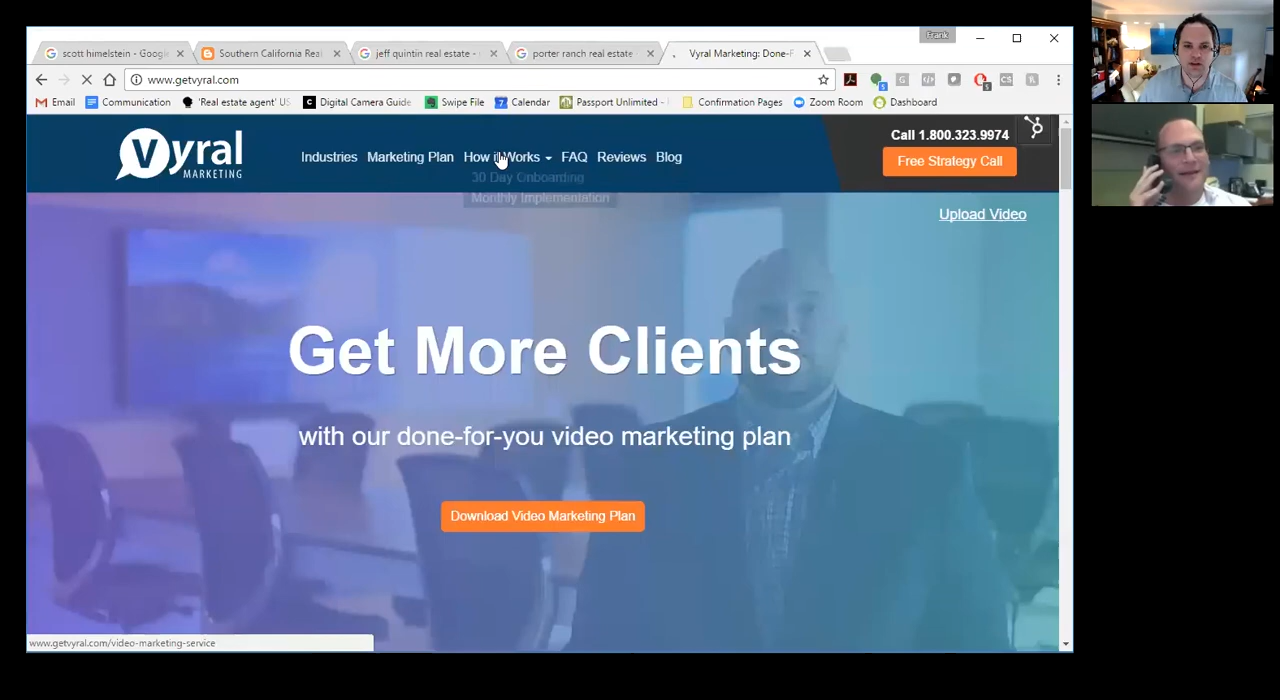 Frank
scott himelstein - Google
Southern California Real
jeff quintin real estate -
porter ranch real estate
Vyral Marketing: Done-F
www.getvyral.com
Email
Communication
'Real estate agent' US
Digital Camera Guide
Swipe File
Calendar
Passport Unlimited -
Confirmation Pages
Zoom Room
Dashboard
Vyral
MARKETING
Industries
Marketing Plan
How it Works
FAQ
Reviews
Blog
30 Day Onboarding
Monthly Implementation
Call 1.800.323.9974
Free Strategy Call
Upload Video
Get More Clients
with our done-for-you video marketing plan
Download Video Marketing Plan
www.getvyral.com/video-marketing-service